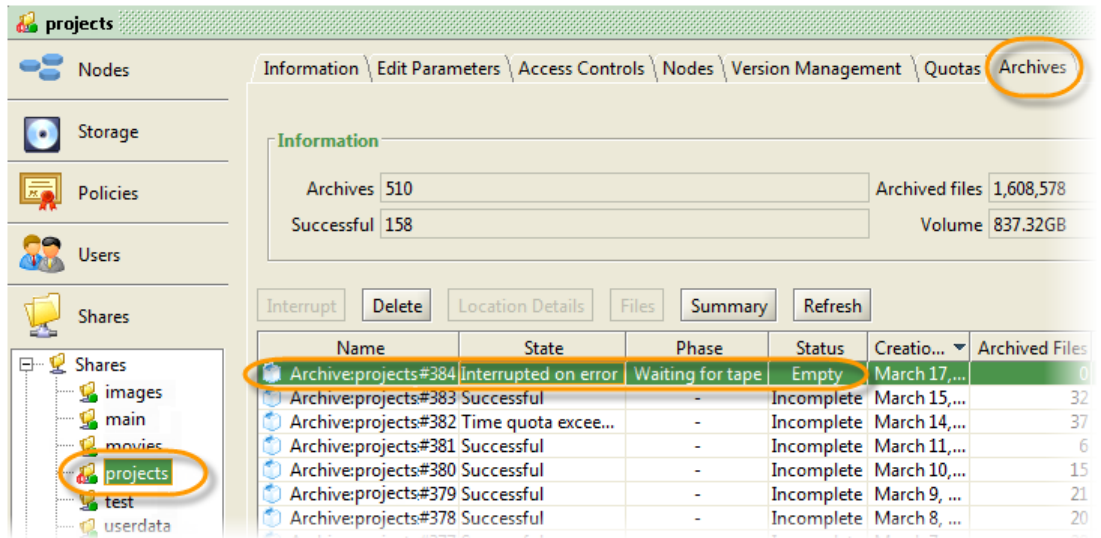 projects
Nodes
Storage
Policies
Users
Shares
Shares
images
main
movies
projects
test
userdata
Information Edit Parameters Access Controls Nodes Version Management Quotas Archives
Information
Archives 510 Archived files 1,608,578
Successful 158 Volume 837.32GB
Interrupt Delete Location Details Files Summary Refresh
Name State Phase Status Creatio... Archived Files
Archive:projects#384 Interrupted on error Waiting for tape Empty March 17,... 0
Archive:projects#383 Successful - Incomplete March 15,... 32
Archive:projects#382 Time quota excee... - Incomplete March 14,... 37
Archive:projects#381 Successful - Incomplete March 11,... 6
Archive:projects#380 Successful - Incomplete March 10,... 15
Archive:projects#379 Successful - Incomplete March 9, ... 21
Archive:projects#378 Successful - Incomplete March 8, ... 20